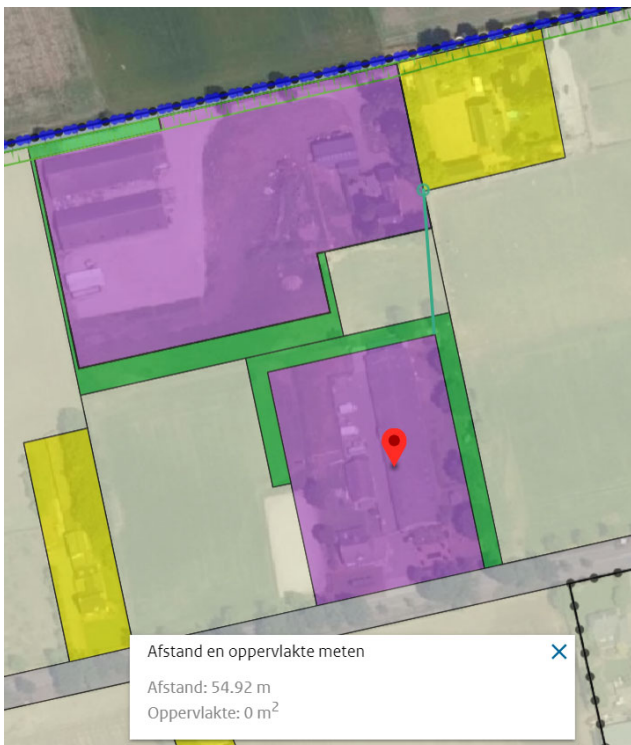 Afstand en oppervlakte meten
Afstand: 54.92 m
Oppervlakte: 0 m²